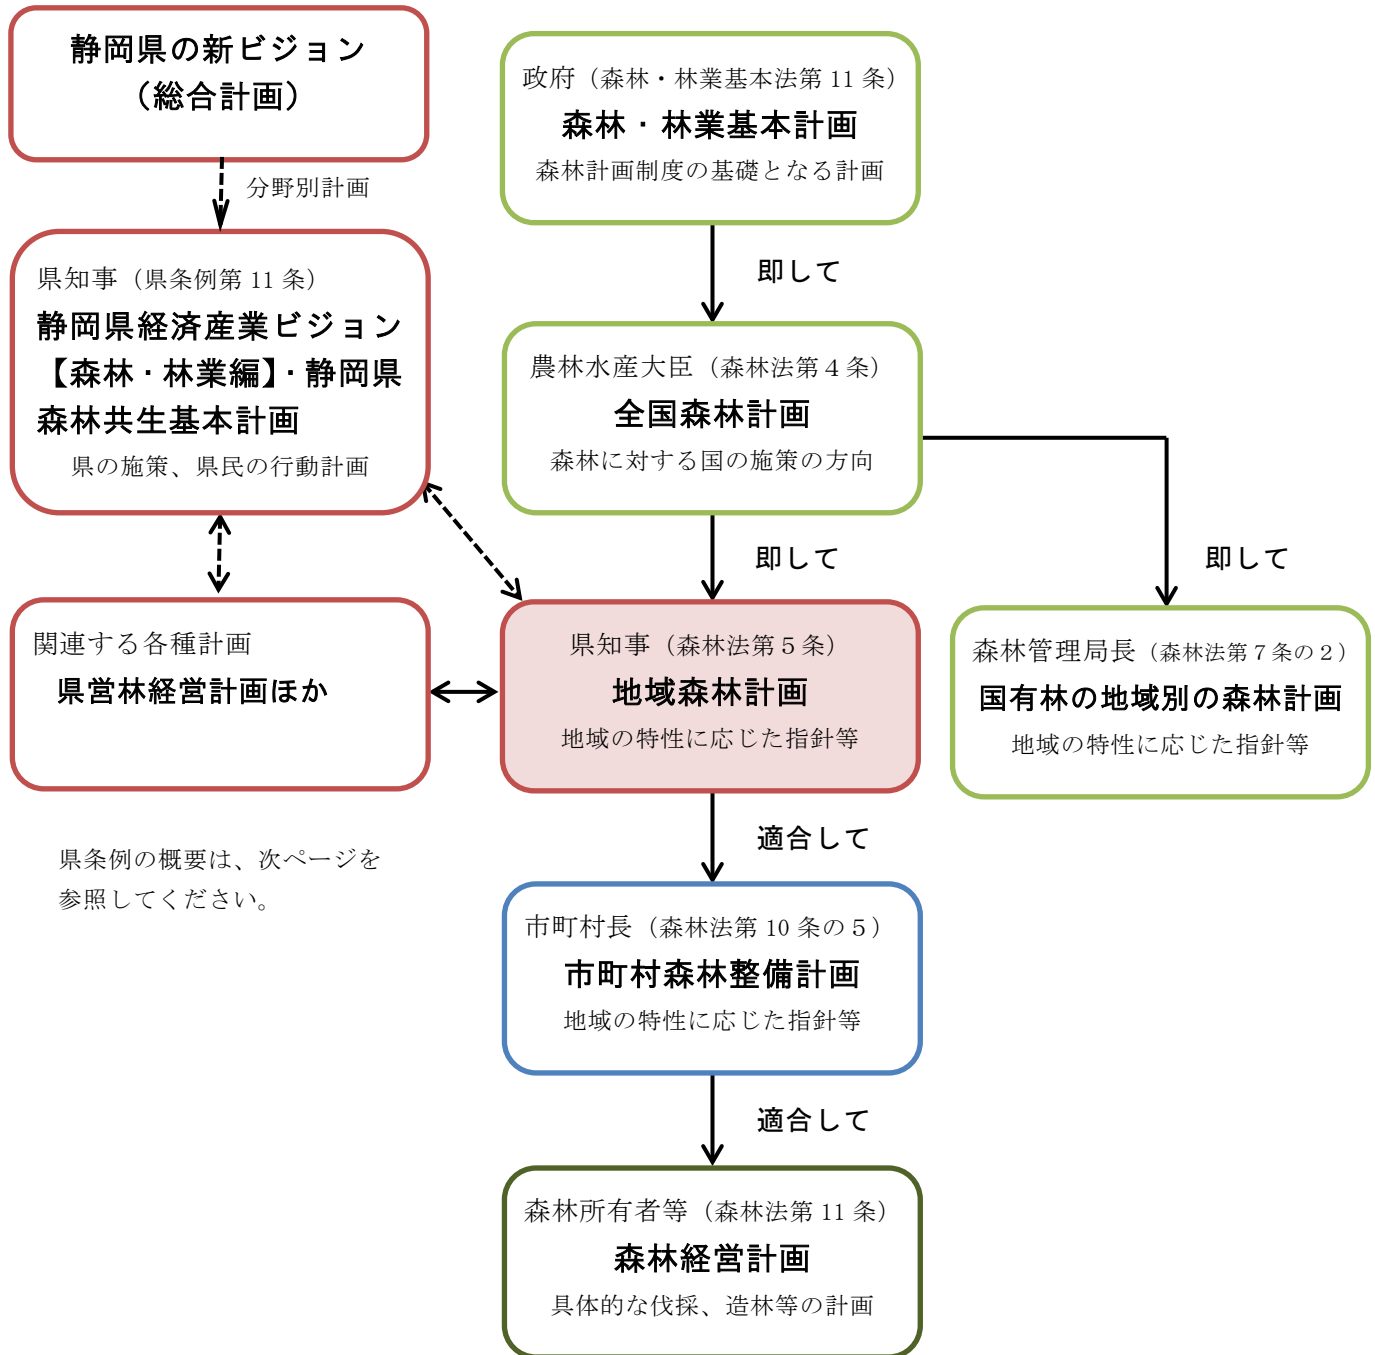 静岡県の新ビジョン
（総合計画）
分野別計画
県知事（県条例第 11 条）
静岡県経済産業ビジョン
【森林・林業編】・静岡県
森林共生基本計画
県の施策、県民の行動計画
関連する各種計画
県営林経営計画ほか
県条例の概要は、次ページを
参照してください。
政府（森林・林業基本法第 11 条）
森林・林業基本計画
森林計画制度の基礎となる計画
即して
農林水産大臣（森林法第４条）
全国森林計画
森林に対する国の施策の方向
即して
即して
県知事（森林法第５条）
地域森林計画
地域の特性に応じた指針等
森林管理局長（森林法第７条の２）
国有林の地域別の森林計画
地域の特性に応じた指針等
適合して
市町村長（森林法第 10 条の５）
市町村森林整備計画
地域の特性に応じた指針等
適合して
森林所有者等（森林法第 11 条）
森林経営計画
具体的な伐採、造林等の計画